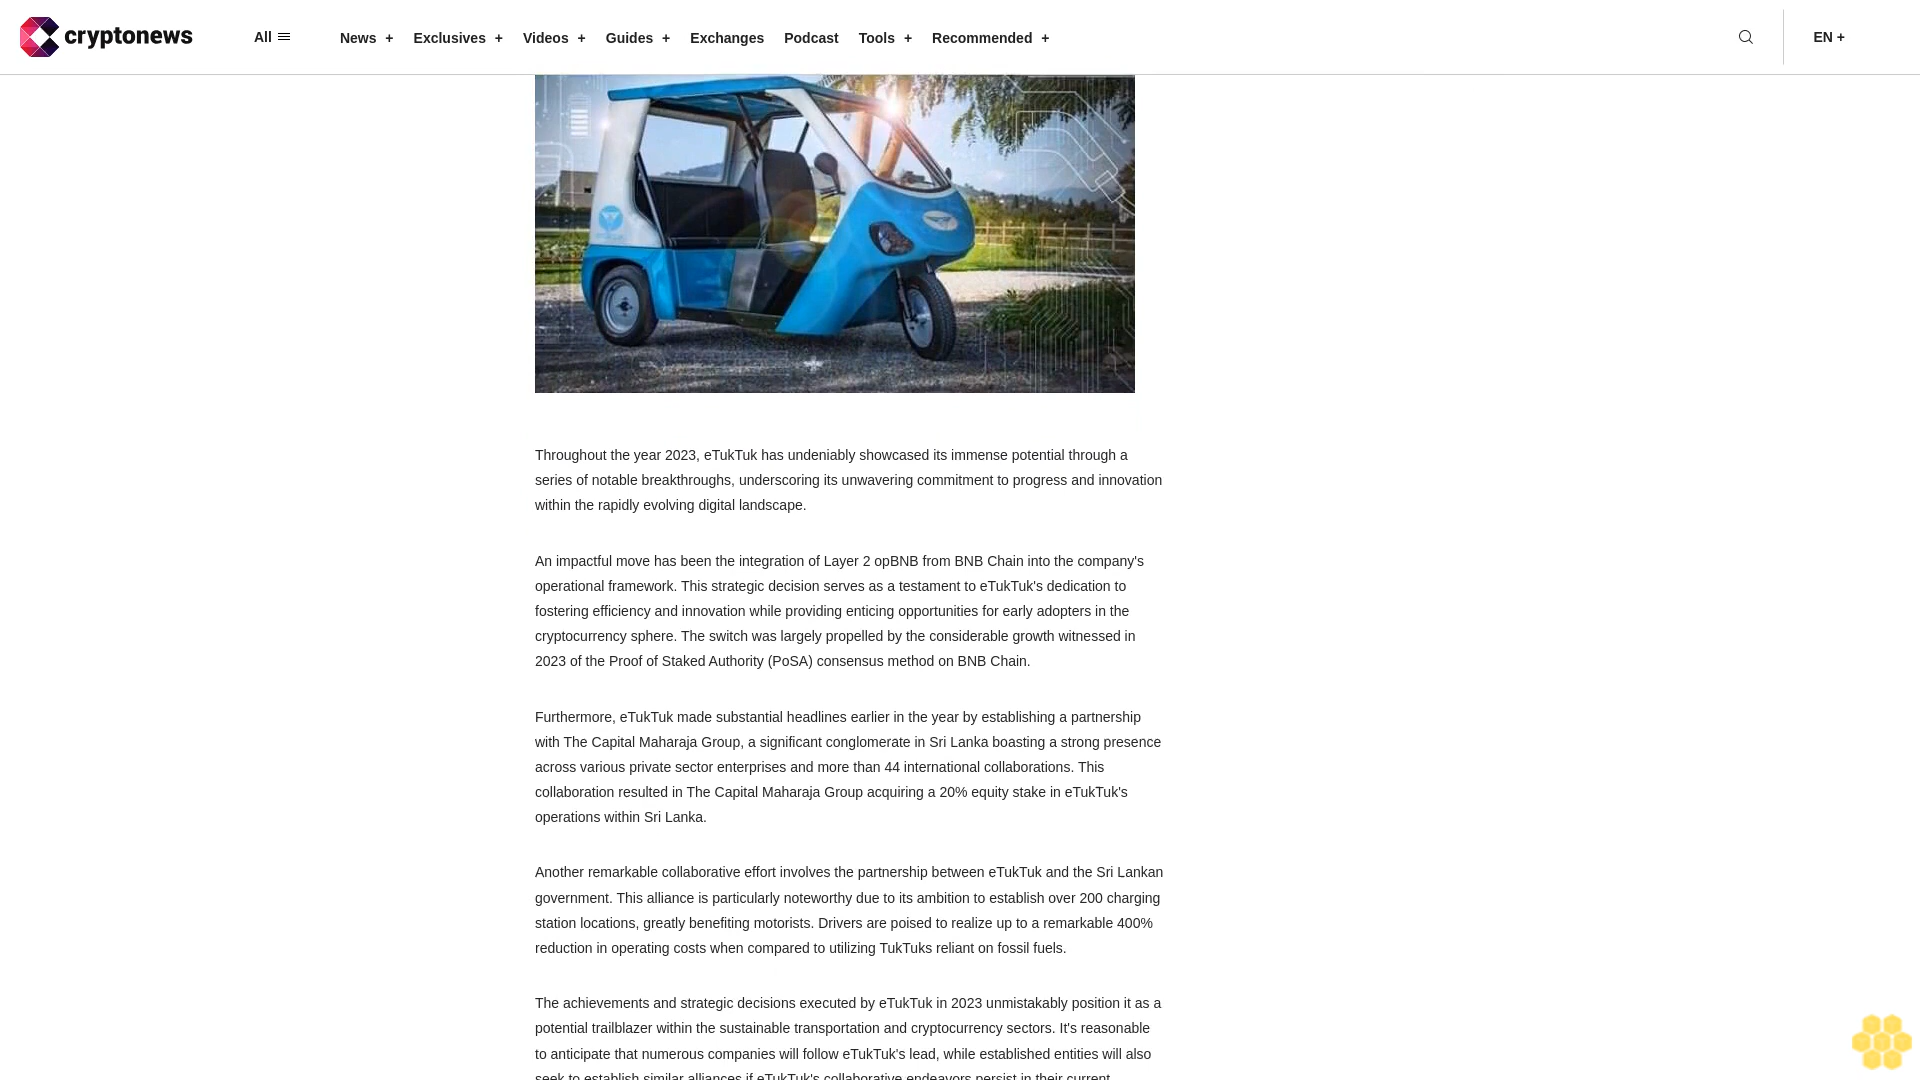 cryptonews
All
News +
Exclusives +
Videos +
Guides +
Exchanges
Podcast
Tools +
Recommended +
EN +
Throughout the year 2023, eTukTuk has undeniably showcased its immense potential through a
series of notable breakthroughs, underscoring its unwavering commitment to progress and innovation
within the rapidly evolving digital landscape.
An impactful move has been the integration of Layer 2 opBNB from BNB Chain into the company's
operational framework. This strategic decision serves as a testament to eTukTuk's dedication to
fostering efficiency and innovation while providing enticing opportunities for early adopters in the
cryptocurrency sphere. The switch was largely propelled by the considerable growth witnessed in
2023 of the Proof of Staked Authority (PoSA) consensus method on BNB Chain.
Furthermore, eTukTuk made substantial headlines earlier in the year by establishing a partnership
with The Capital Maharaja Group, a significant conglomerate in Sri Lanka boasting a strong presence
across various private sector enterprises and more than 44 international collaborations. This
collaboration resulted in The Capital Maharaja Group acquiring a 20% equity stake in eTukTuk's
operations within Sri Lanka.
Another remarkable collaborative effort involves the partnership between eTukTuk and the Sri Lankan
government. This alliance is particularly noteworthy due to its ambition to establish over 200 charging
station locations, greatly benefiting motorists. Drivers are poised to realize up to a remarkable 400%
reduction in operating costs when compared to utilizing TukTuks reliant on fossil fuels.
The achievements and strategic decisions executed by eTukTuk in 2023 unmistakably position it as a
potential trailblazer within the sustainable transportation and cryptocurrency sectors. It's reasonable
to anticipate that numerous companies will follow eTukTuk's lead, while established entities will also
seek to establish similar alliances if eTukTuk's collaborative endeavors persist in their current